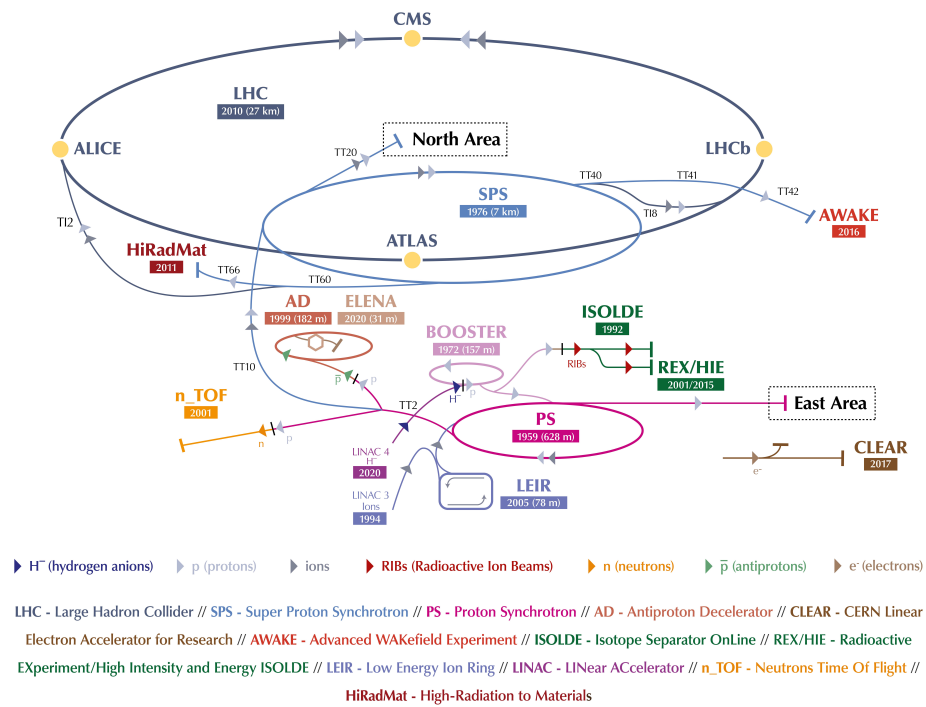 CMS
LHC
2010 (27 km)
North Area
TT20
ALICE
LHCb
TT40
TT41
TT42
SPS
1976 (7 km)
TI8
TI2
AWAKE
2016
ATLAS
HiRadMat
2011
TT66
TT60
AD
1999 (182 m)
ELENA
2020 (31 m)
ISOLDE
1992
BOOSTER
1972 (157 m)
RIBs
REX/HIE
2001/2015
TT10
p̅
p
H⁻
p
n_TOF
2001
TT2
East Area
PS
1959 (628 m)
n
p
LINAC 4
H⁻
2020
CLEAR
2017
e⁻
LINAC 3
Ions
1994
LEIR
2005 (78 m)
H⁻ (hydrogen anions)
p (protons)
ions
RIBs (Radioactive Ion Beams)
n (neutrons)
p̅ (antiprotons)
e⁻ (electrons)
LHC - Large Hadron Collider // SPS - Super Proton Synchrotron // PS - Proton Synchrotron // AD - Antiproton Decelerator // CLEAR - CERN Linear
Electron Accelerator for Research // AWAKE - Advanced WAKefield Experiment // ISOLDE - Isotope Separator OnLine // REX/HIE - Radioactive
EXperiment/High Intensity and Energy ISOLDE // LEIR - Low Energy Ion Ring // LINAC - LINear ACcelerator // n_TOF - Neutrons Time Of Flight //
HiRadMat - High-Radiation to Materials